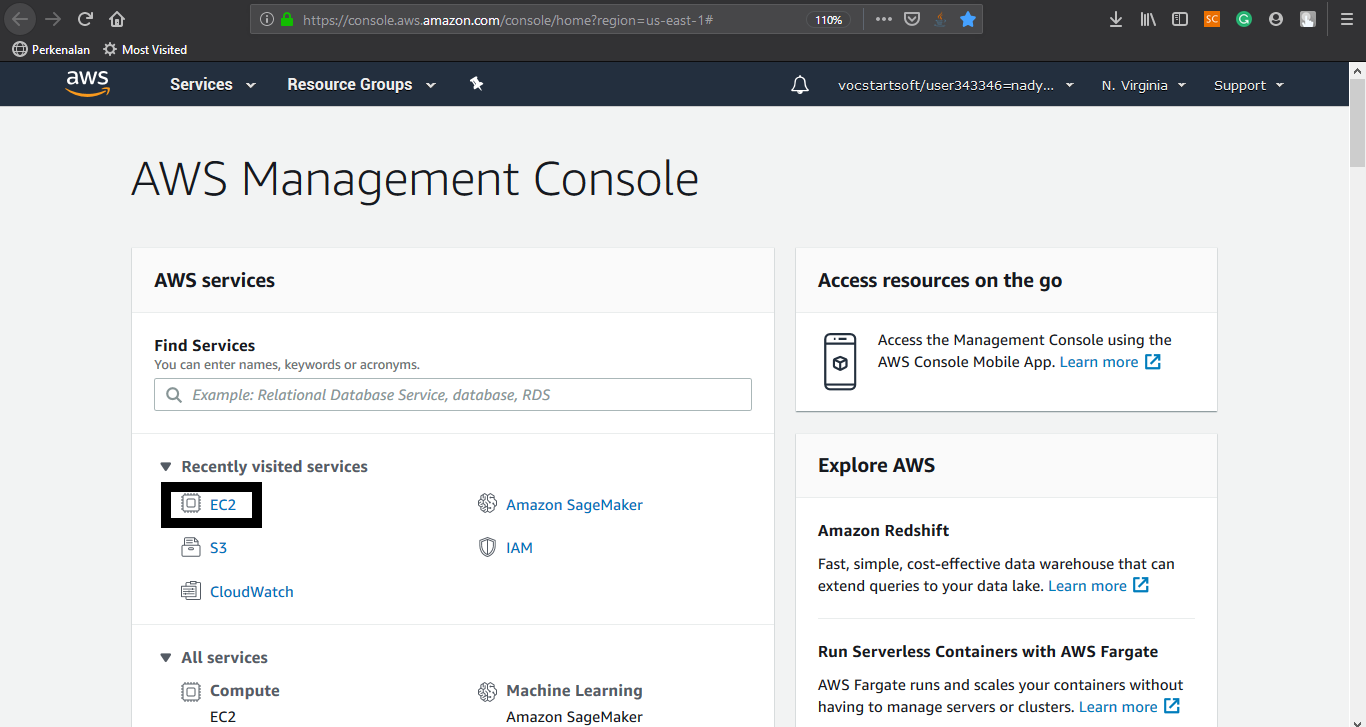 https://console.aws.amazon.com/console/home?region=us-east-1#
110%
SC
Perkenalan
Most Visited
aws
Services
Resource Groups
vocstartsoft/user343346=nady...
N. Virginia
Support
AWS Management Console
AWS services
Find Services
You can enter names, keywords or acronyms.
Example: Relational Database Service, database, RDS
Recently visited services
EC2
Amazon SageMaker
S3
IAM
CloudWatch
All services
Compute
Machine Learning
EC2
Amazon SageMaker
Access resources on the go
Access the Management Console using the
AWS Console Mobile App. Learn more
Explore AWS
Amazon Redshift
Fast, simple, cost-effective data warehouse that can
extend queries to your data lake. Learn more
Run Serverless Containers with AWS Fargate
AWS Fargate runs and scales your containers without
having to manage servers or clusters. Learn more